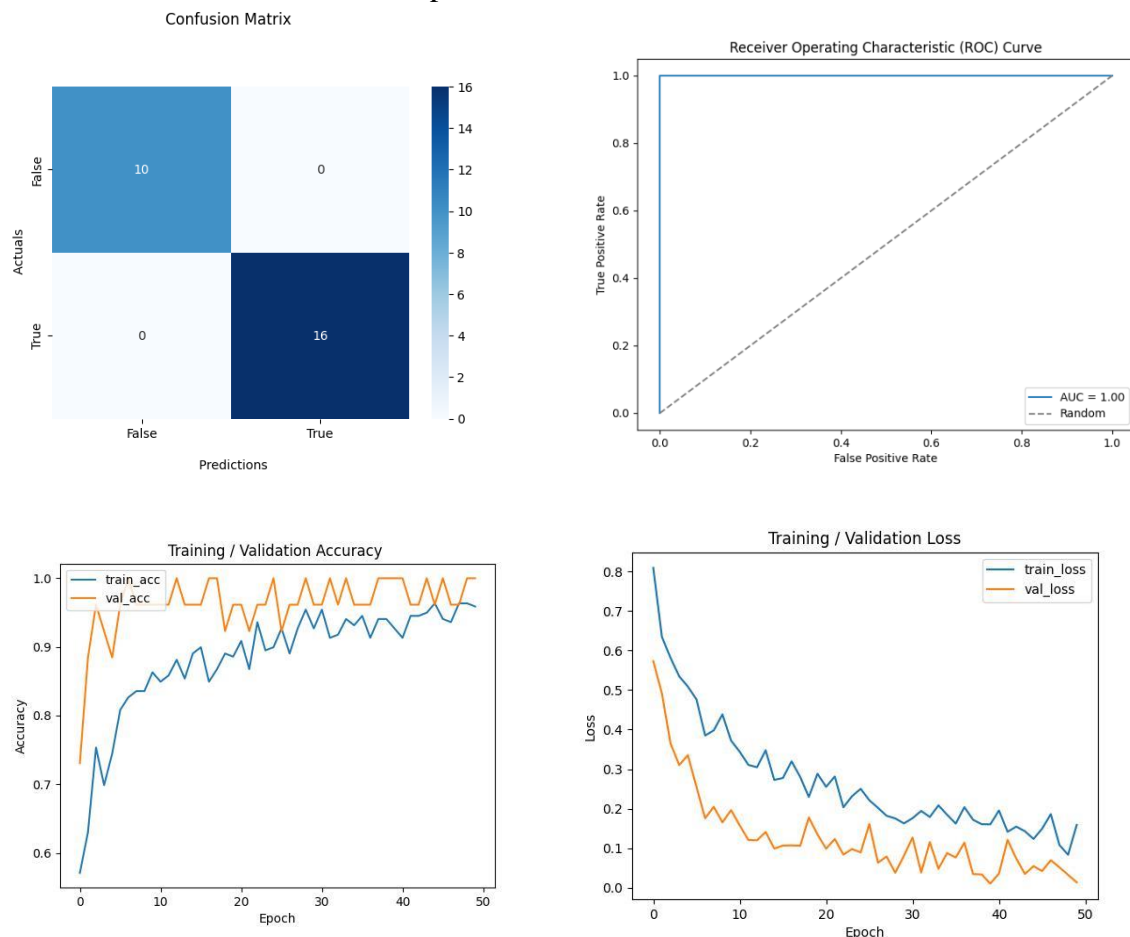 Confusion Matrix
16
14
12
10
8
6
4
2
0
False
True
Actuals
10
0
0
16
False
True
Predictions
Receiver Operating Characteristic (ROC) Curve
1.0
0.8
0.6
0.4
0.2
0.0
True Positive Rate
AUC = 1.00
Random
0.0
0.2
0.4
0.6
0.8
1.0
False Positive Rate
Training / Validation Accuracy
train_acc
val_acc
1.0
0.9
0.8
0.7
0.6
Accuracy
0
10
20
30
40
50
Epoch
Training / Validation Loss
train_loss
val_loss
0.8
0.7
0.6
0.5
0.4
0.3
0.2
0.1
0.0
Loss
0
10
20
30
40
50
Epoch